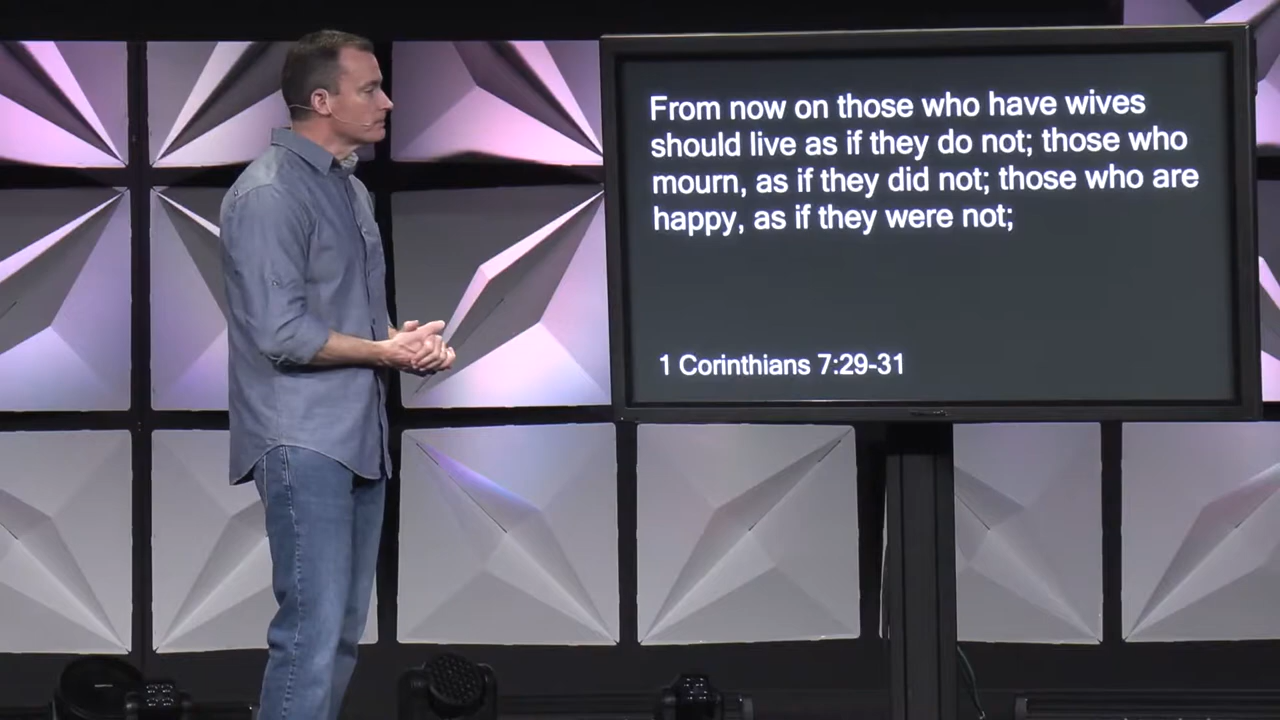 From now on those who have wives
should live as if they do not; those who
mourn, as if they did not; those who are
happy, as if they were not;
1 Corinthians 7:29-31